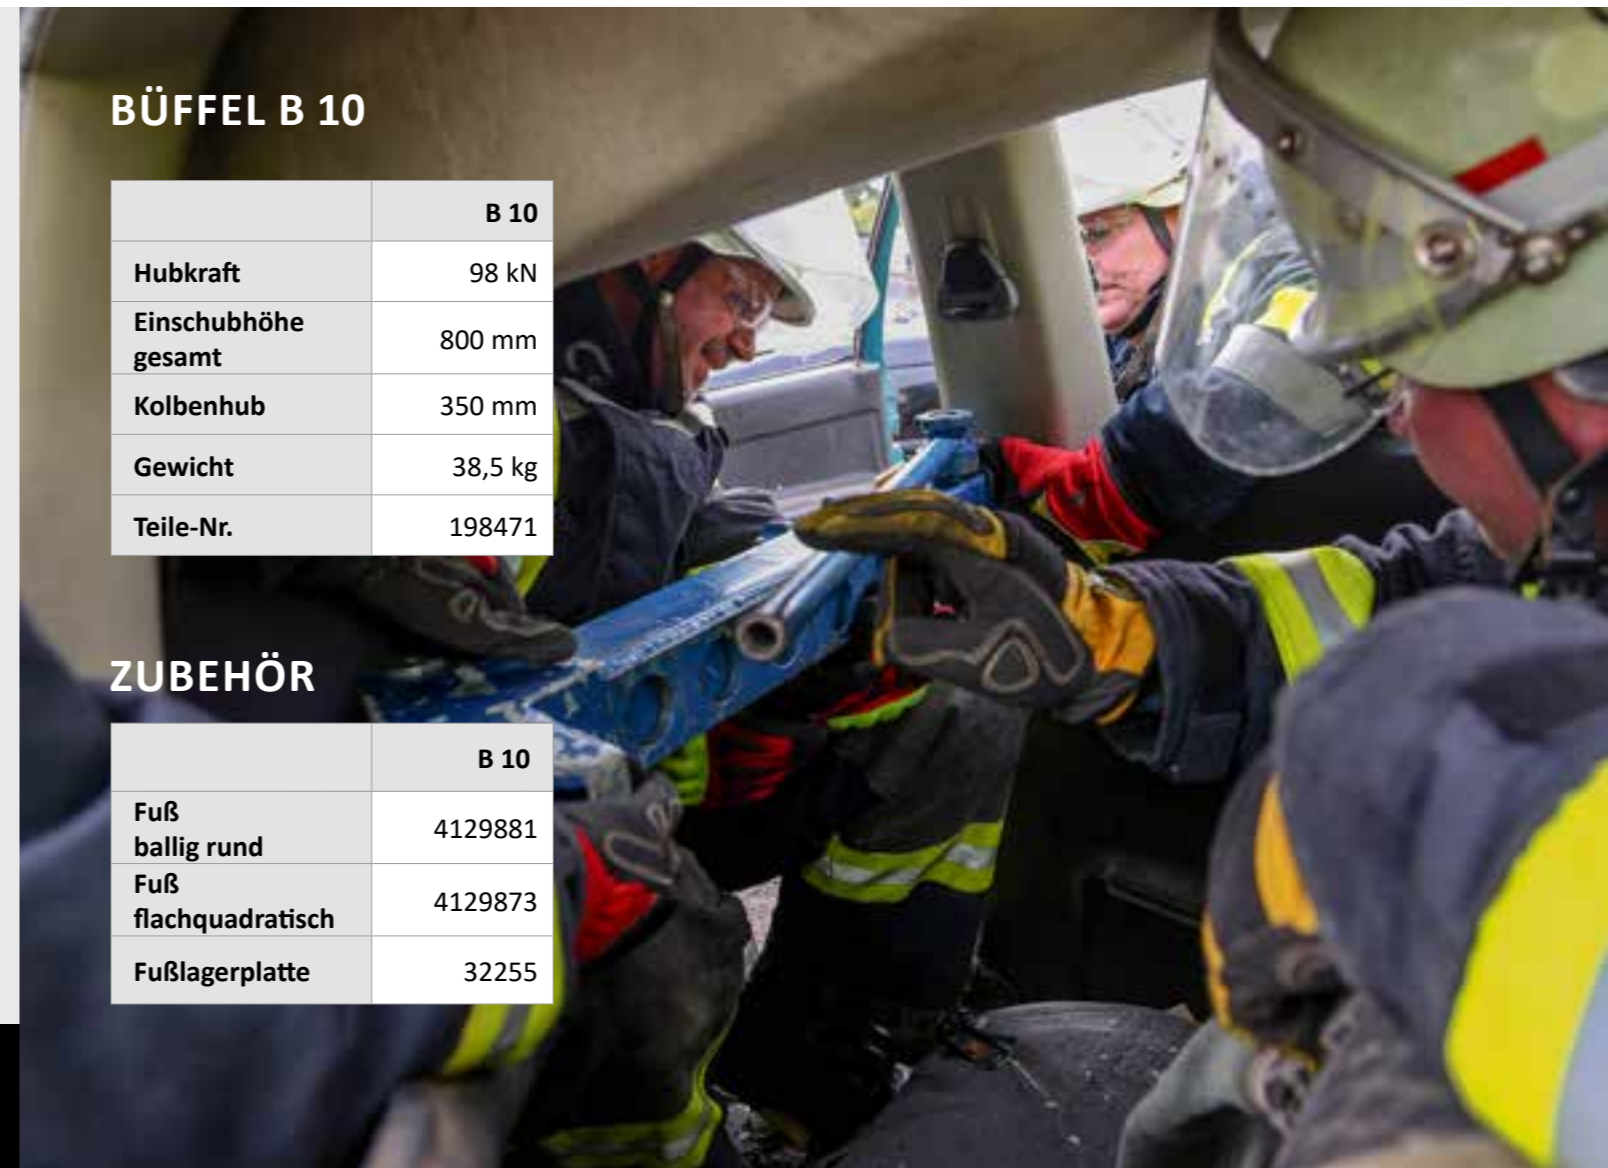 BÜFFEL B 10
B 10
Hubkraft 98 kN
Einschubhöhe
gesamt 800 mm
Kolbenhub 350 mm
Gewicht 38,5 kg
Teile-Nr. 198471
ZUBEHÖR
B 10
Fuß
ballig rund 4129881
Fuß
flachquadratisch 4129873
Fußlagerplatte 32255